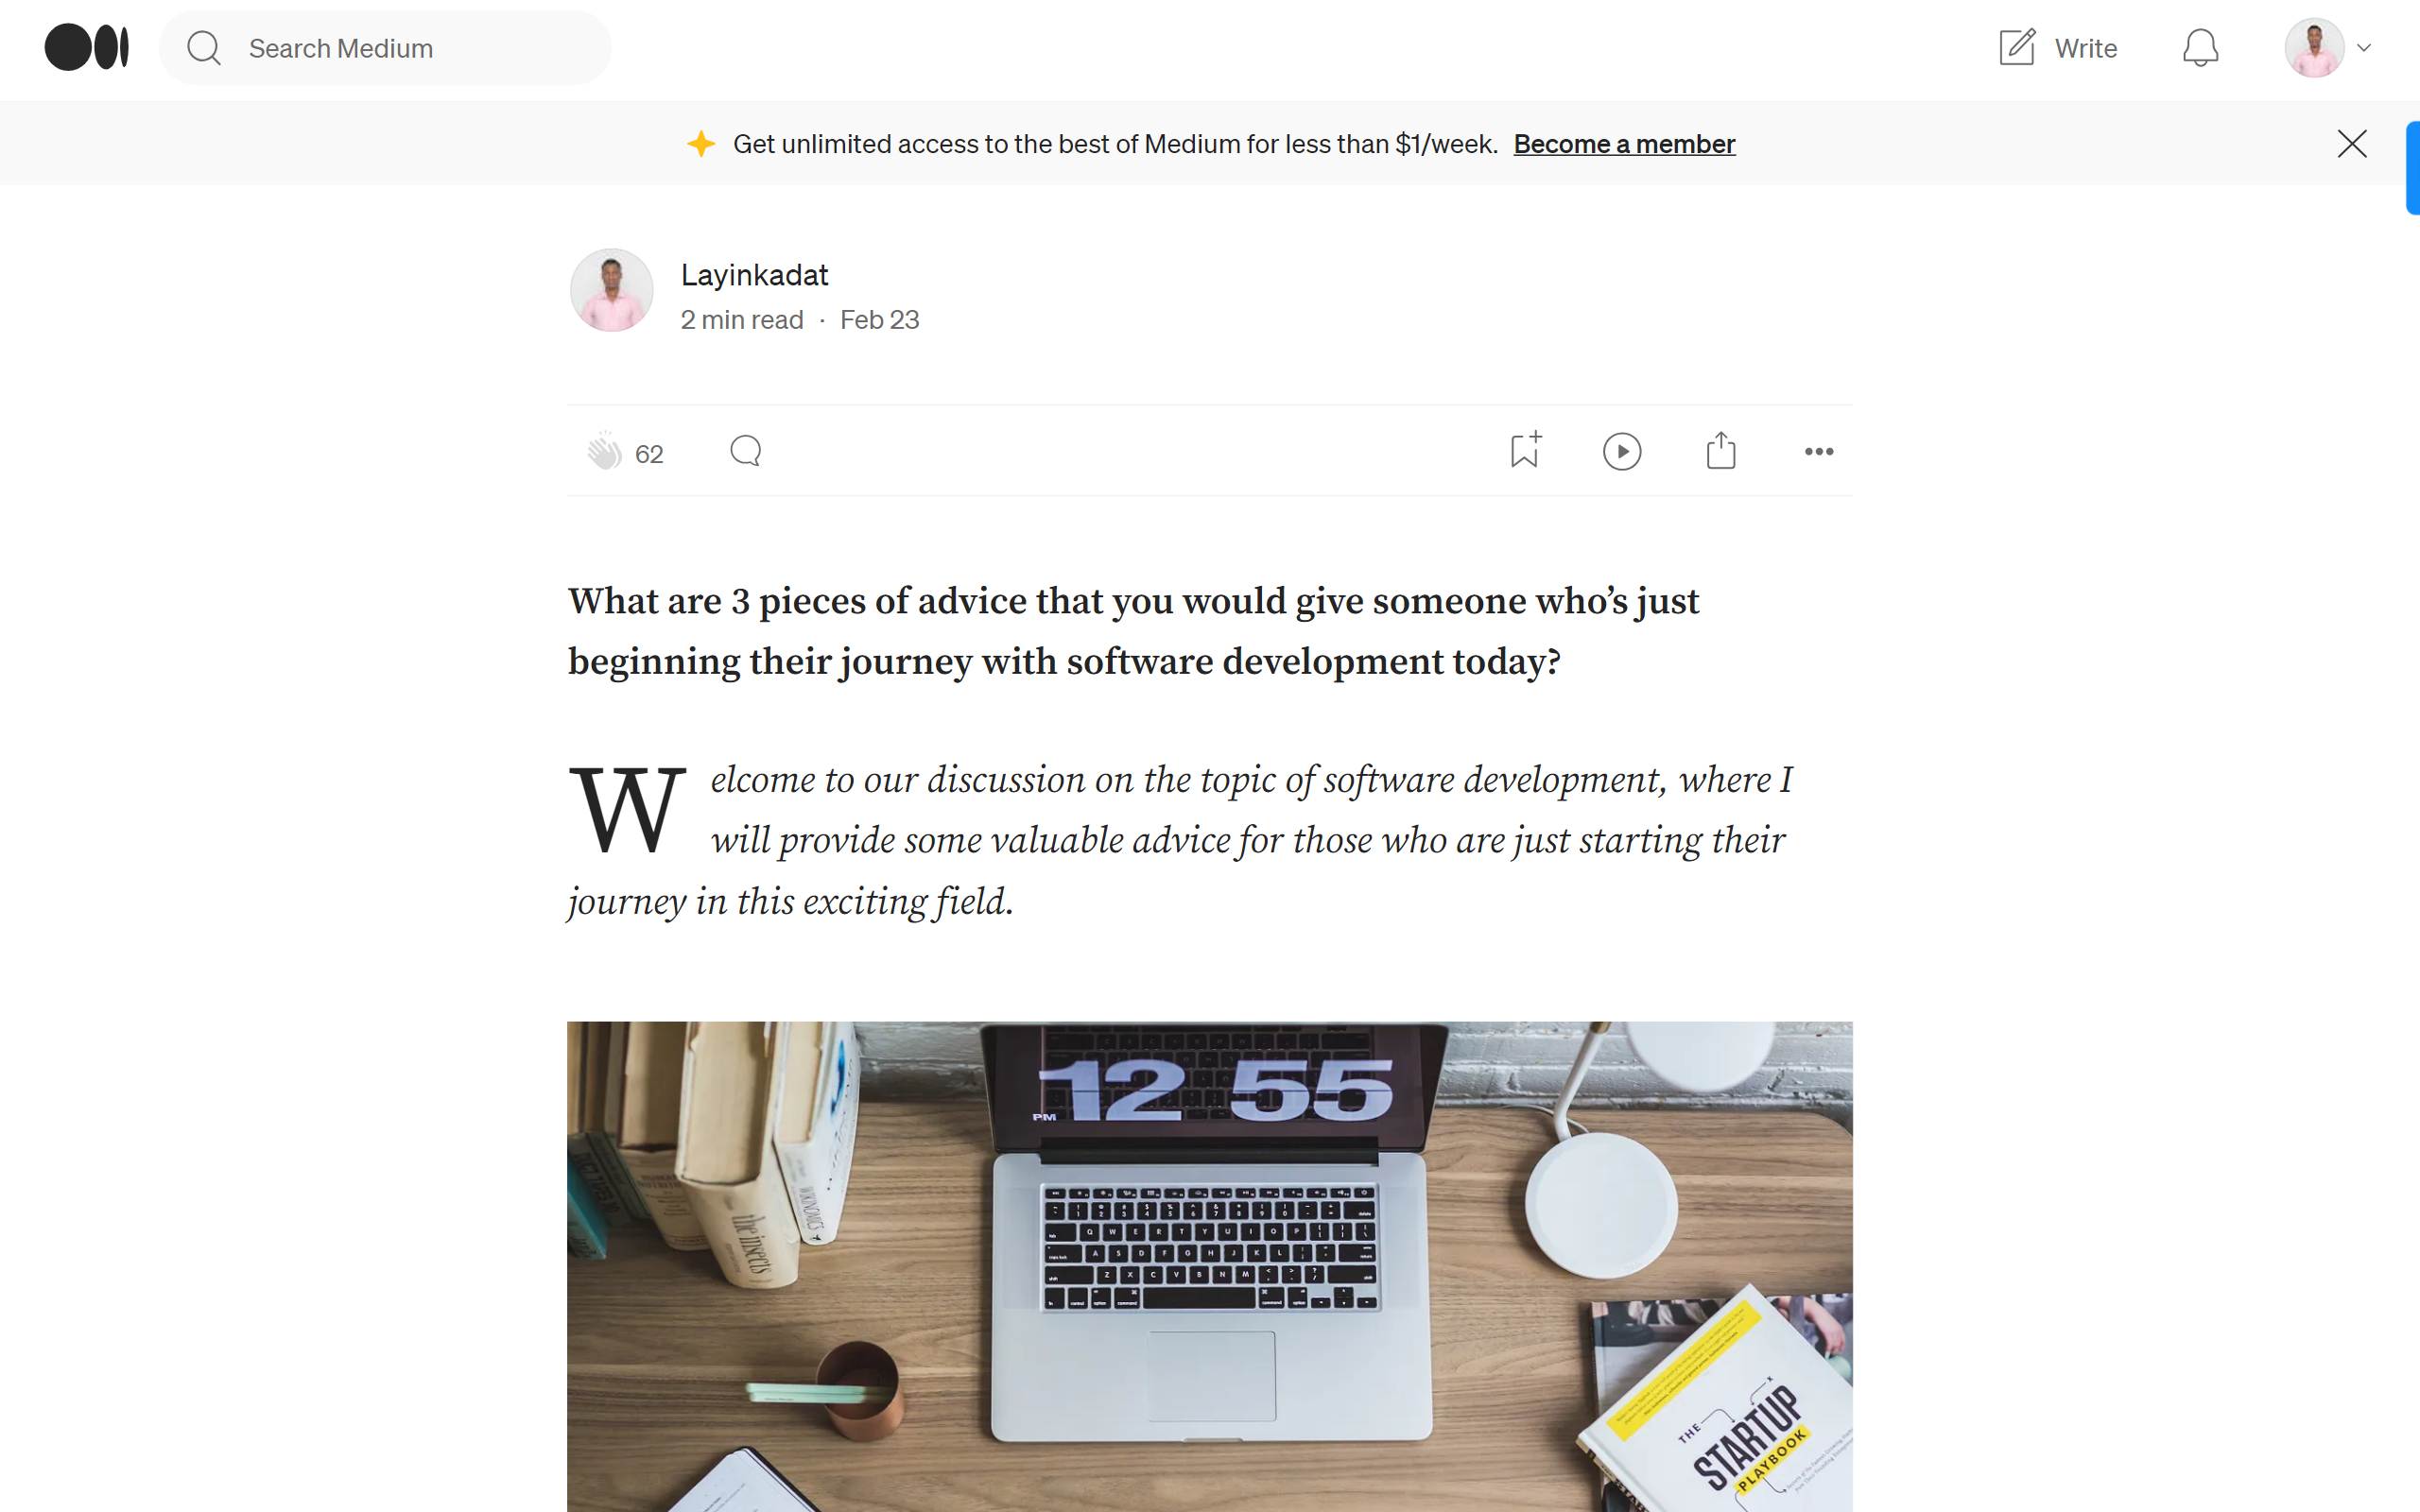 Search Medium
Write
Get unlimited access to the best of Medium for less than $1/week. Become a member
Layinkadat
2 min read · Feb 23
62
What are 3 pieces of advice that you would give someone who’s just
beginning their journey with software development today?
Welcome to our discussion on the topic of software development, where I
will provide some valuable advice for those who are just starting their
journey in this exciting field.
PM 12 55
the insects
WIKINOMICS
THE
STARTUP
PLAYBOOK